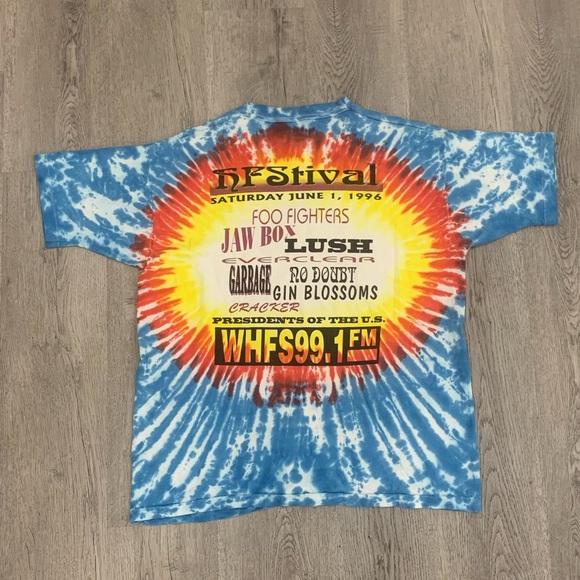 HFStival
SATURDAY JUNE 1, 1996
FOO FIGHTERS
JAW BOX
LUSH
EVERCLEAR
GARBAGE
NO DOUBT
GIN BLOSSOMS
CRACKER
PRESIDENTS OF THE U.S.
WHFS99.1FM